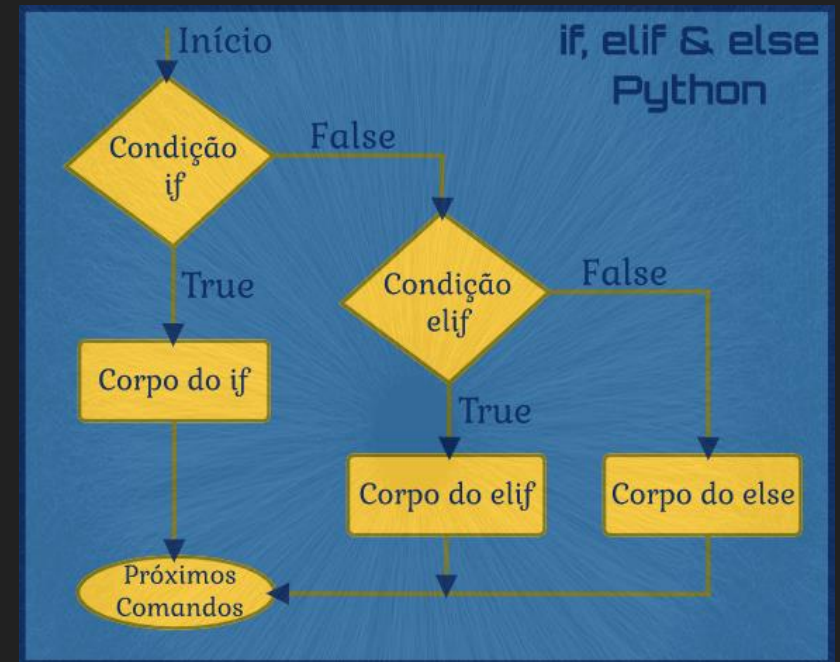 Início
if, elif & else
Python
Condição
if
False
True
Condição
elif
False
Corpo do if
True
Corpo do elif
Corpo do else
Próximos
Comandos